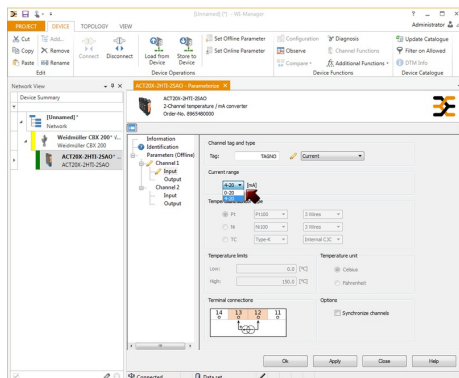 [Unnamed] (*) - WI-Manager
PROJECT DEVICE TOPOLOGY VIEW Administrator
Cut Add...
Copy Remove
Paste Rename
Connect Disconnect
Load from Device
Store to Device
Set Offline Parameter
Set Online Parameter
Configuration
Observe
Compare
Diagnosis
Channel Functions
Additional Functions
Update Catalogue
Filter on Allowed
DTM Info
Edit Device Operations Device Functions Device Catalogue
Network View
ACT20X-2HTI-2SAO - Parameterize
Device Summary
[Unnamed]*
Network
Weidmüller CBX 200*
Weidmüller CBX 200
ACT20X-2HTI-2SAO* ...
ACT20X-2HTI-2SAO
ACT20X-2HTI-2SAO
2-Channel temperature / mA converter
Order-No. 8965480000
Information
Identification
Parameters (Offline)
Channel 1
Input
Output
Channel 2
Input
Output
Channel tag and type
Tag: TAGNO Current
Current range
4-20 [mA]
0-20
4-20
Pt Pt100 3 Wires
Ni Ni100 3 Wires
TC Type-K Internal CJC
Temperature limits
Low: 0.0 [°C]
High: 150.0 [°C]
Temperature unit
Celsius
Fahrenheit
Terminal connections
14 13 12 11
Options
Synchronize channels
Ok Apply Close Help
Connected Data set